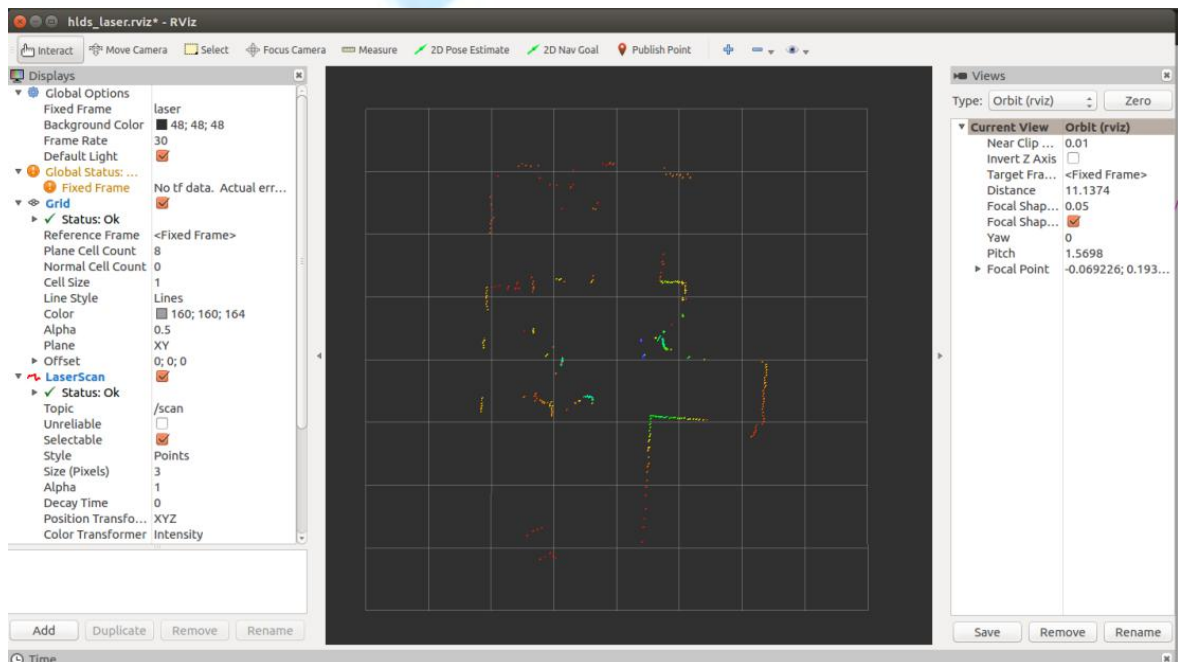 hlds_laser.rviz* - RViz
Interact Move Camera Select Focus Camera Measure 2D Pose Estimate 2D Nav Goal Publish Point
Displays
Global Options
Fixed Frame laser
Background Color 48; 48; 48
Frame Rate 30
Default Light
Global Status: ...
Fixed Frame No tf data. Actual err...
Grid
Status: Ok
Reference Frame <Fixed Frame>
Plane Cell Count 8
Normal Cell Count 0
Cell Size 1
Line Style Lines
Color 160; 160; 164
Alpha 0.5
Plane XY
Offset 0; 0; 0
LaserScan
Status: Ok
Topic /scan
Unreliable
Selectable
Style Points
Size (Pixels) 3
Alpha 1
Decay Time 0
Position Transfo... XYZ
Color Transformer Intensity
Add Duplicate Remove Rename
Time
Views
Type: Orbit (rviz) Zero
Current View Orbit (rviz)
Near Clip ... 0.01
Invert Z Axis
Target Fra... <Fixed Frame>
Distance 11.1374
Focal Shap... 0.05
Focal Shap...
Yaw 0
Pitch 1.5698
Focal Point -0.069226; 0.193...
Save Remove Rename